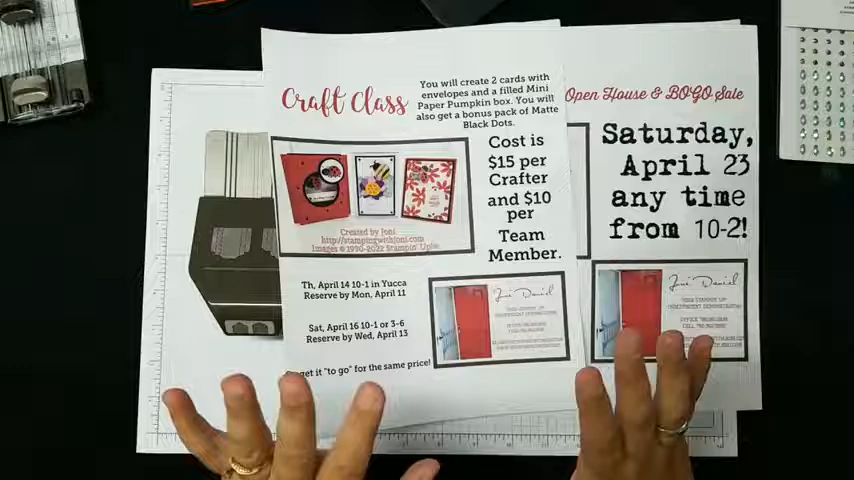 Craft Class
You will create 2 cards with
envelopes and a filled Mini
Paper Pumpkin box. You will
also get a bonus pack of Matte
Black Dots.
Cost is
$15 per
Crafter
and $10
per
Team
Member.
Created by Joni
http://stampingwithjoni.com
Images © 1990-2022 Stampin' Up!®
Th, April 14 10-1 in Yucca
Reserve by Mon, April 11
Sat, April 16 10-1 or 3-6
Reserve by Wed, April 13
get it "to go" for the same price!
Open House & BOGO Sale
Saturday,
April 23
any time
from 10-2!